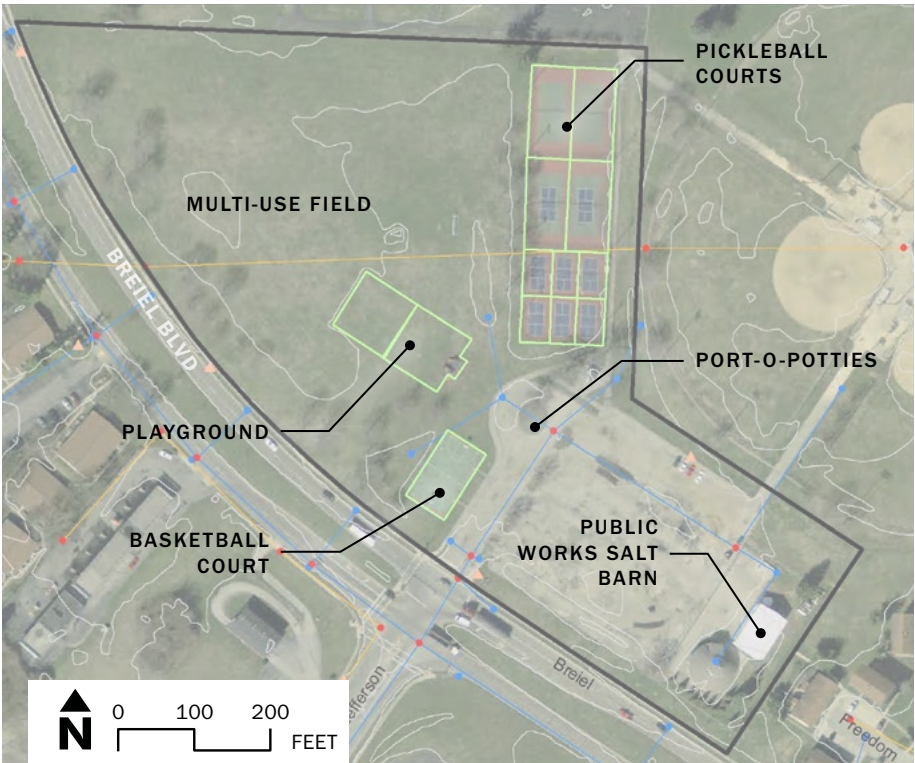 PICKLEBALL
COURTS
MULTI-USE FIELD
BREIEL BLVD
PORT-O-POTTIES
PLAYGROUND
BASKETBALL
COURT
PUBLIC
WORKS SALT
BARN
Breiel
Freedom
N
0 100 200
FEET